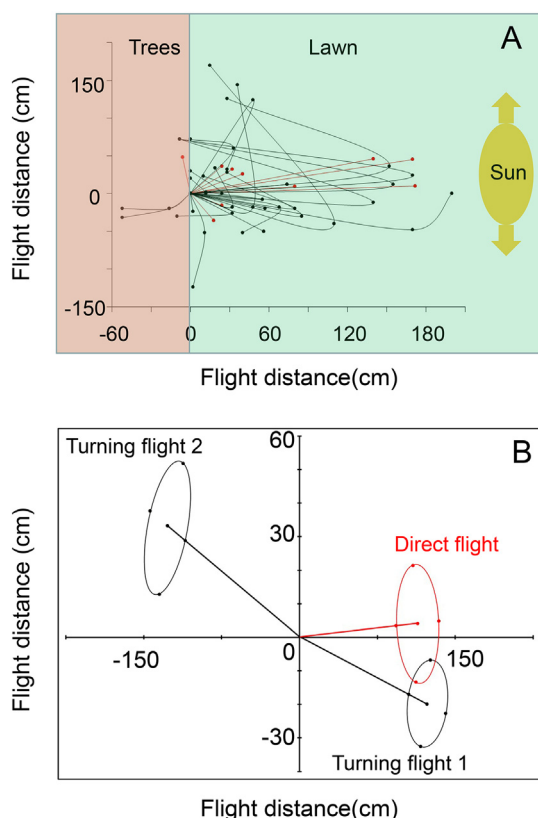 Trees
Lawn
A
150
0
-150
Sun
-60
0
60
120
180
Flight distance (cm)
Flight distance(cm)
Turning flight 2
60
B
30
Direct flight
-150
0
150
-30
Turning flight 1
Flight distance (cm)
Flight distance(cm)